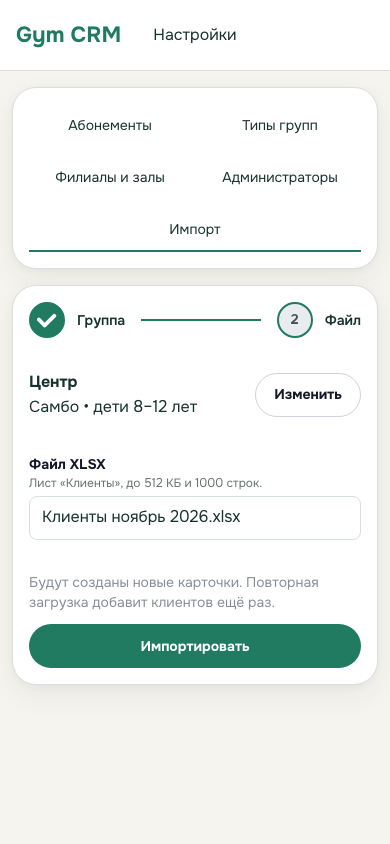 Gym CRM
Настройки
Абонементы
Типы групп
Филиалы и залы
Администраторы
Импорт
Группа
2
Файл
Центр
Самбо • дети 8–12 лет
Изменить
Файл XLSX
Лист «Клиенты», до 512 КБ и 1000 строк.
Клиенты ноябрь 2026.xlsx
Будут созданы новые карточки. Повторная
загрузка добавит клиентов ещё раз.
Импортировать